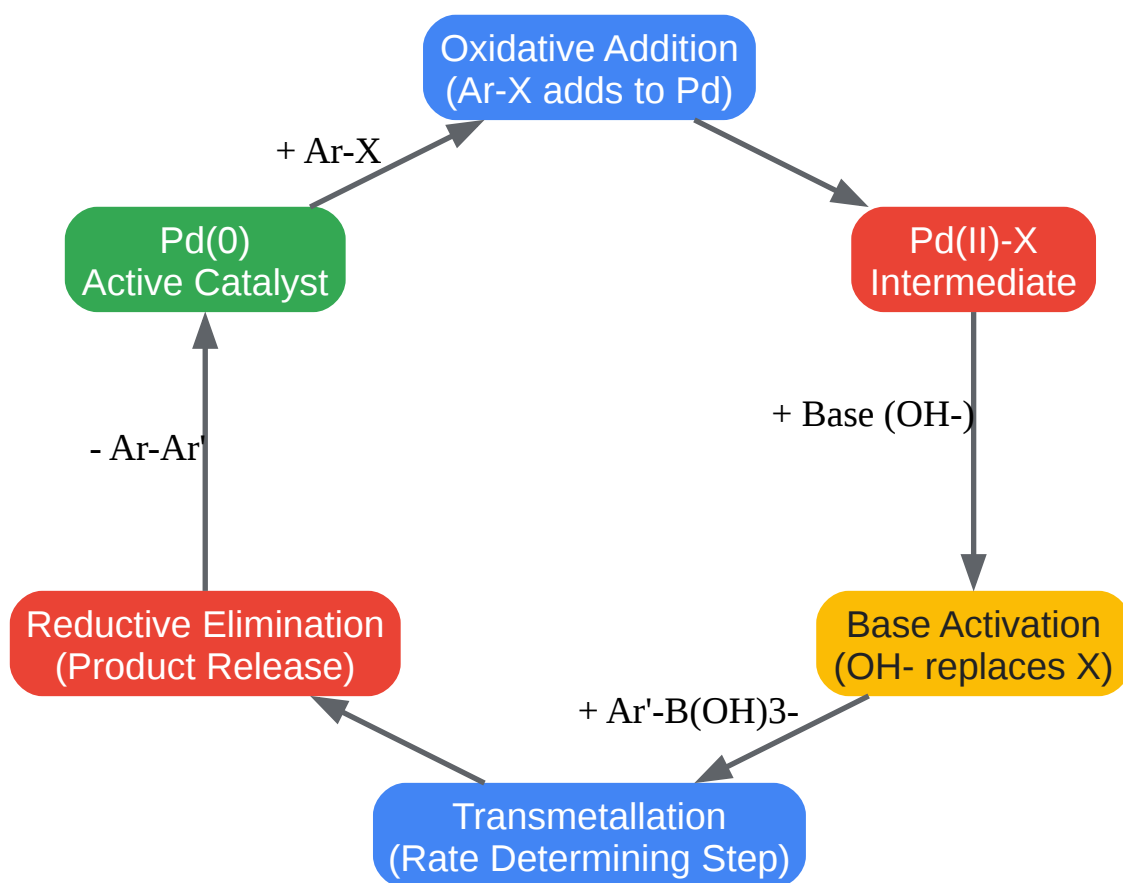 Oxidative Addition
(Ar-X adds to Pd)
+ Ar-X
Pd(0)
Active Catalyst
Pd(II)-X
Intermediate
+ Base (OH-)
- Ar-Ar'
Reductive Elimination
(Product Release)
Base Activation
(OH- replaces X)
+ Ar'-B(OH)3-
Transmetallation
(Rate Determining Step)